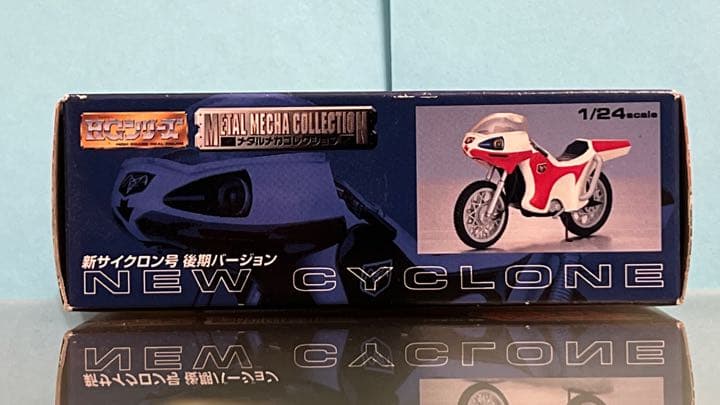 HGシリーズ
METAL MECHA COLLECTION
メタルメカコレクション
1/24scale
新サイクロン号 後期バージョン
NEW CYCLONE